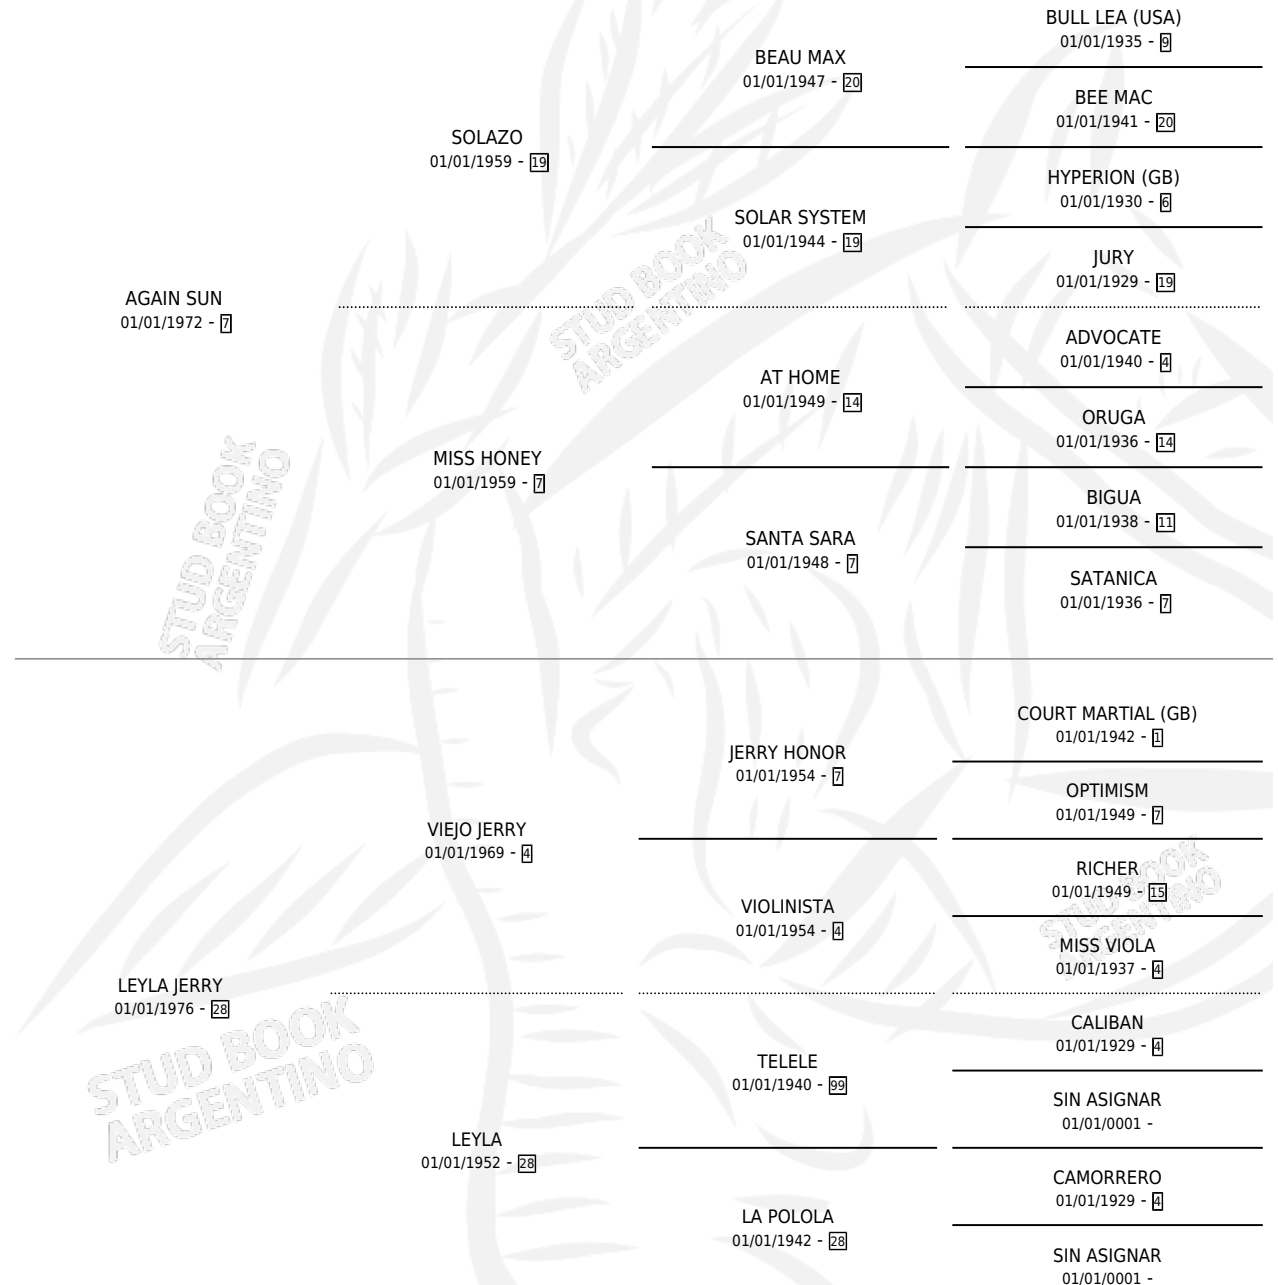 BULL LEA (USA)
01/01/1935 - 9
BEAU MAX
01/01/1947 - 20
BEE MAC
01/01/1941 - 20
SOLAZO
01/01/1959 - 19
HYPERION (GB)
01/01/1930 - 6
SOLAR SYSTEM
01/01/1944 - 19
JURY
01/01/1929 - 19
AGAIN SUN
01/01/1972 - 7
ADVOCATE
01/01/1940 - 4
AT HOME
01/01/1949 - 14
ORUGA
01/01/1936 - 14
MISS HONEY
01/01/1959 - 7
BIGUA
01/01/1938 - 11
SANTA SARA
01/01/1948 - 7
SATANICA
01/01/1936 - 7
COURT MARTIAL (GB)
01/01/1942 - 1
JERRY HONOR
01/01/1954 - 7
OPTIMISM
01/01/1949 - 7
VIEJO JERRY
01/01/1969 - 4
RICHER
01/01/1949 - 15
VIOLINISTA
01/01/1954 - 4
MISS VIOLA
01/01/1937 - 4
LEYLA JERRY
01/01/1976 - 28
CALIBAN
01/01/1929 - 4
TELELE
01/01/1940 - 99
SIN ASIGNAR
01/01/0001 -
LEYLA
01/01/1952 - 28
CAMORRERO
01/01/1929 - 4
LA POLOLA
01/01/1942 - 28
SIN ASIGNAR
01/01/0001 -
STUD BOOK
ARGENTINO
STUD BOOK
ARGENTINO
STUD BOOK
ARGENTINO
STUD BOOK
ARGENTINO